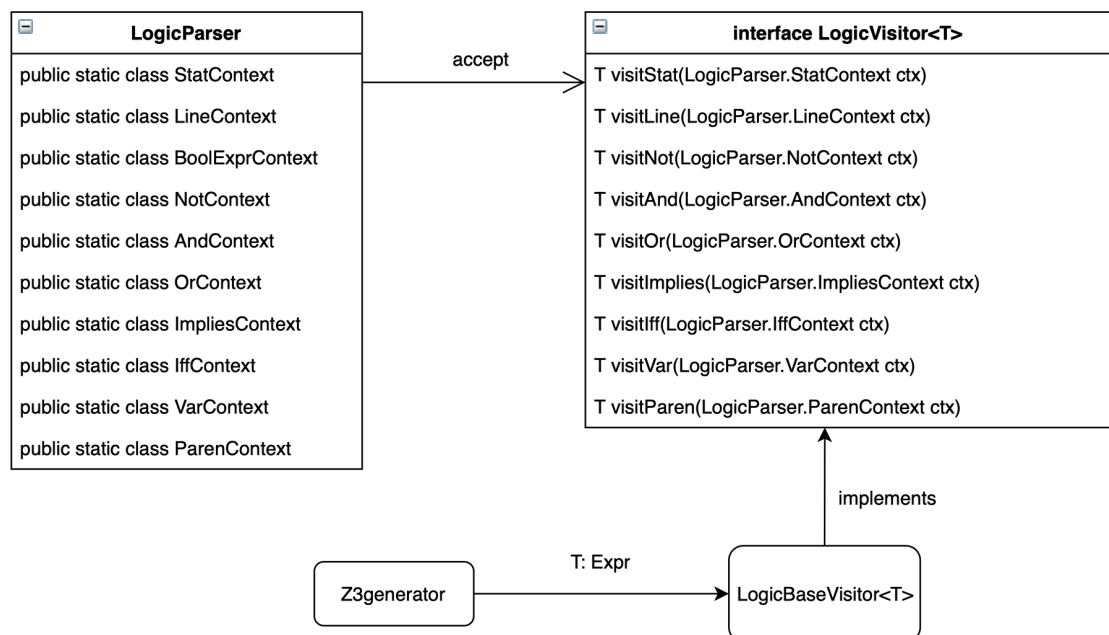 LogicParser
public static class StatContext
public static class LineContext
public static class BoolExprContext
public static class NotContext
public static class AndContext
public static class OrContext
public static class ImpliesContext
public static class IffContext
public static class VarContext
public static class ParenContext
accept
interface LogicVisitor<T>
T visitStat(LogicParser.StatContext ctx)
T visitLine(LogicParser.LineContext ctx)
T visitNot(LogicParser.NotContext ctx)
T visitAnd(LogicParser.AndContext ctx)
T visitOr(LogicParser.OrContext ctx)
T visitImplies(LogicParser.ImpliesContext ctx)
T visitIff(LogicParser.IffContext ctx)
T visitVar(LogicParser.VarContext ctx)
T visitParen(LogicParser.ParenContext ctx)
implements
T: Expr
Z3generator
LogicBaseVisitor<T>